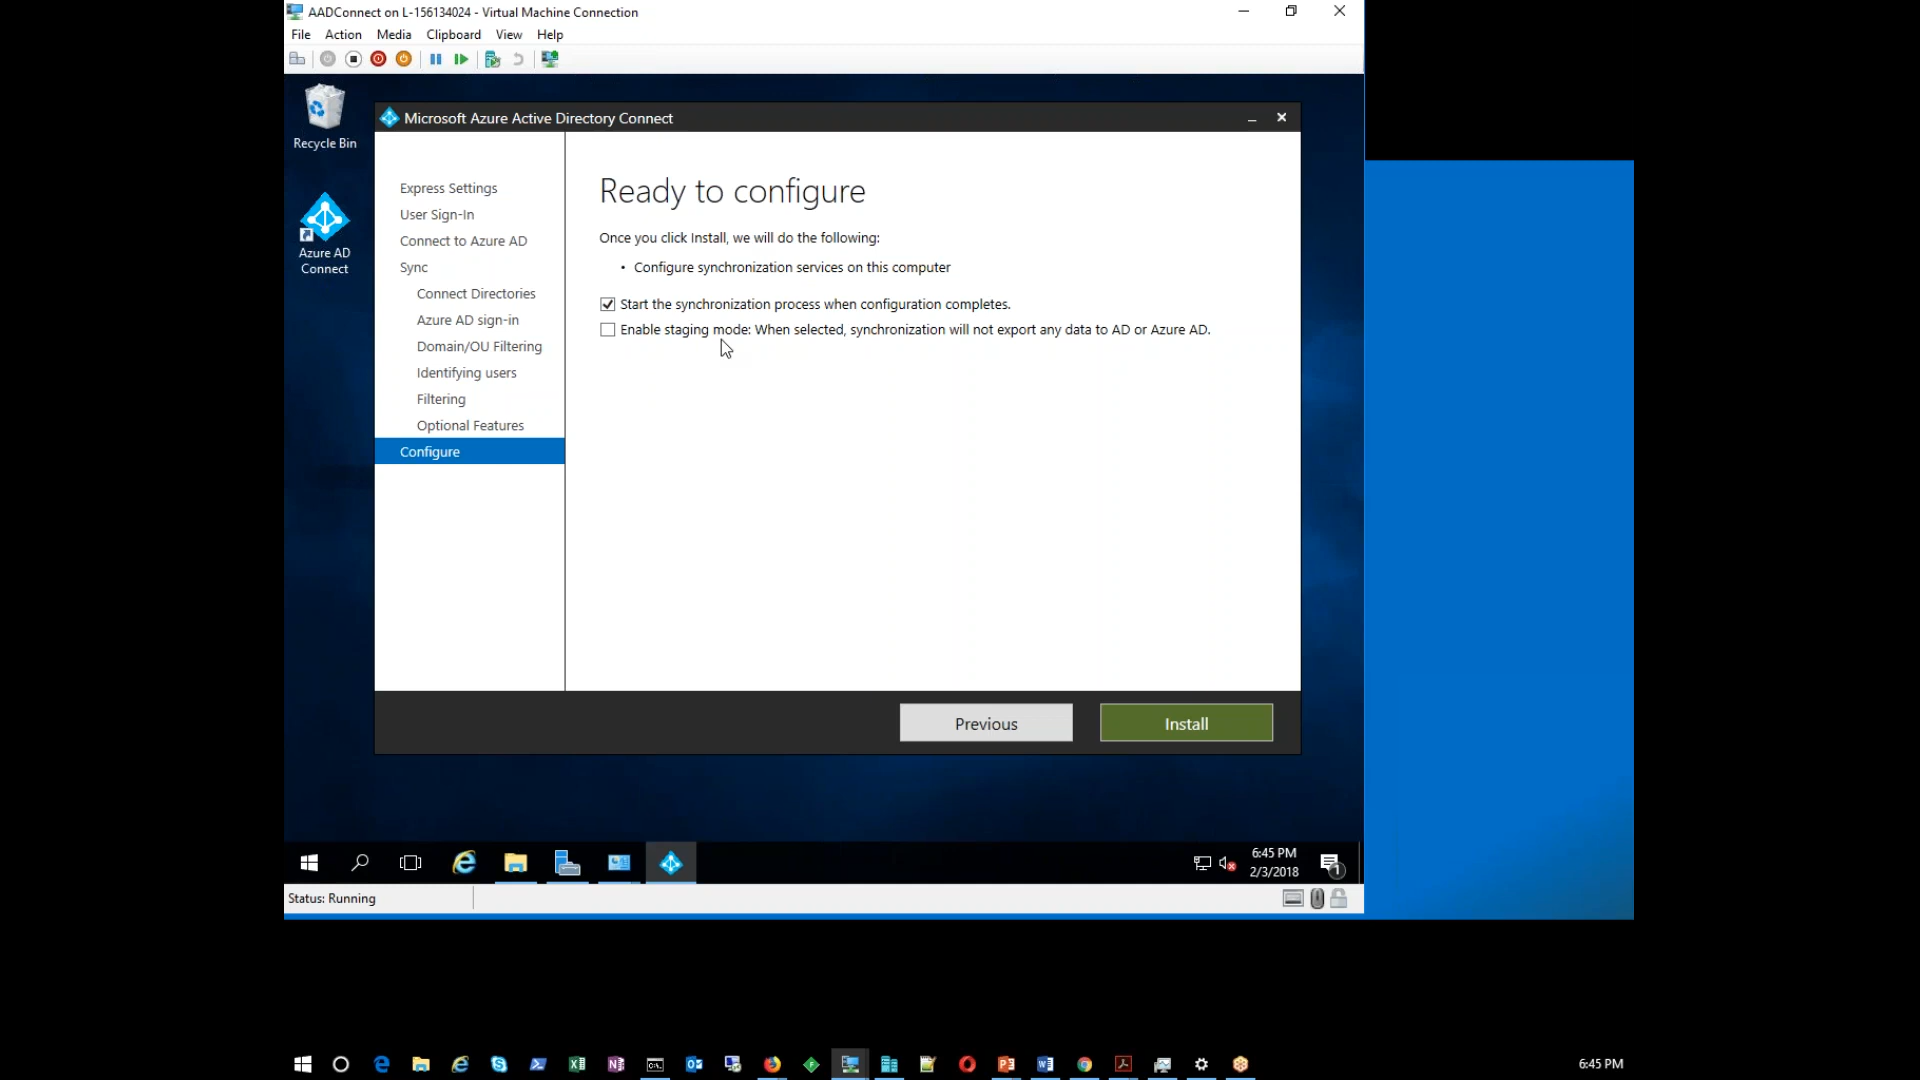 AADConnect on L-156134024 - Virtual Machine Connection
File Action Media Clipboard View Help
Recycle Bin
Azure AD
Connect
Microsoft Azure Active Directory Connect
Express Settings
User Sign-In
Connect to Azure AD
Sync
Connect Directories
Azure AD sign-in
Domain/OU Filtering
Identifying users
Filtering
Optional Features
Configure
Ready to configure
Once you click Install, we will do the following:
• Configure synchronization services on this computer
Start the synchronization process when configuration completes.
Enable staging mode: When selected, synchronization will not export any data to AD or Azure AD.
Previous Install
6:45 PM
2/3/2018
1
Status: Running
6:45 PM